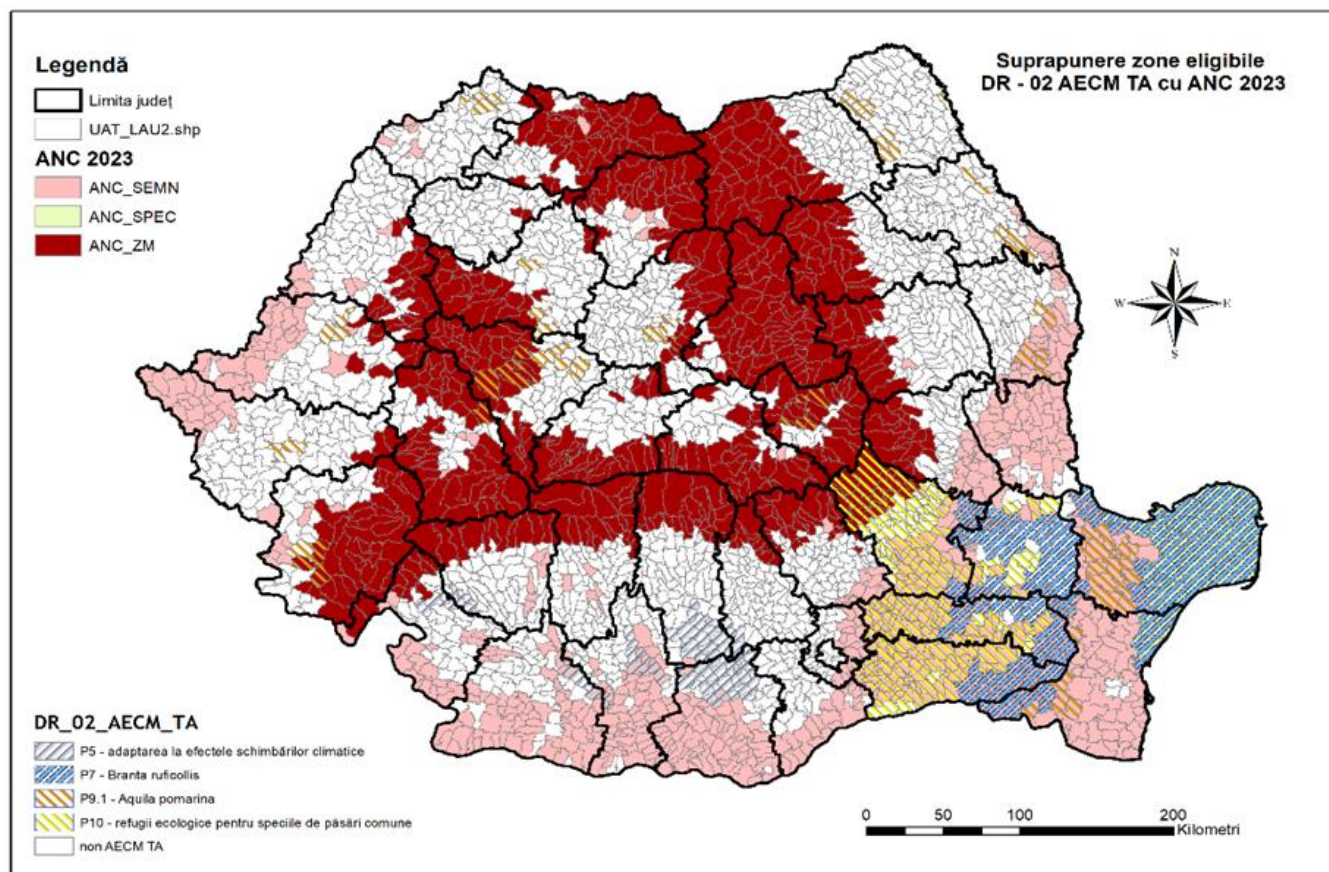 Suprapunere zone eligibile
DR - 02 AECM TA cu ANC 2023
Legendă
Limita județ
UAT_LAU2.shp
ANC 2023
ANC_SEMN
ANC_SPEC
ANC_ZM
N
W
E
S
DR_02_AECM_TA
P5 - adaptarea la efectele schimbărilor climatice
P7 - Branta ruficollis
P9.1 - Aquila pomarina
P10 - refugii ecologice pentru speciile de păsări comune
non AECM TA
0 50 100 200
Kilometri